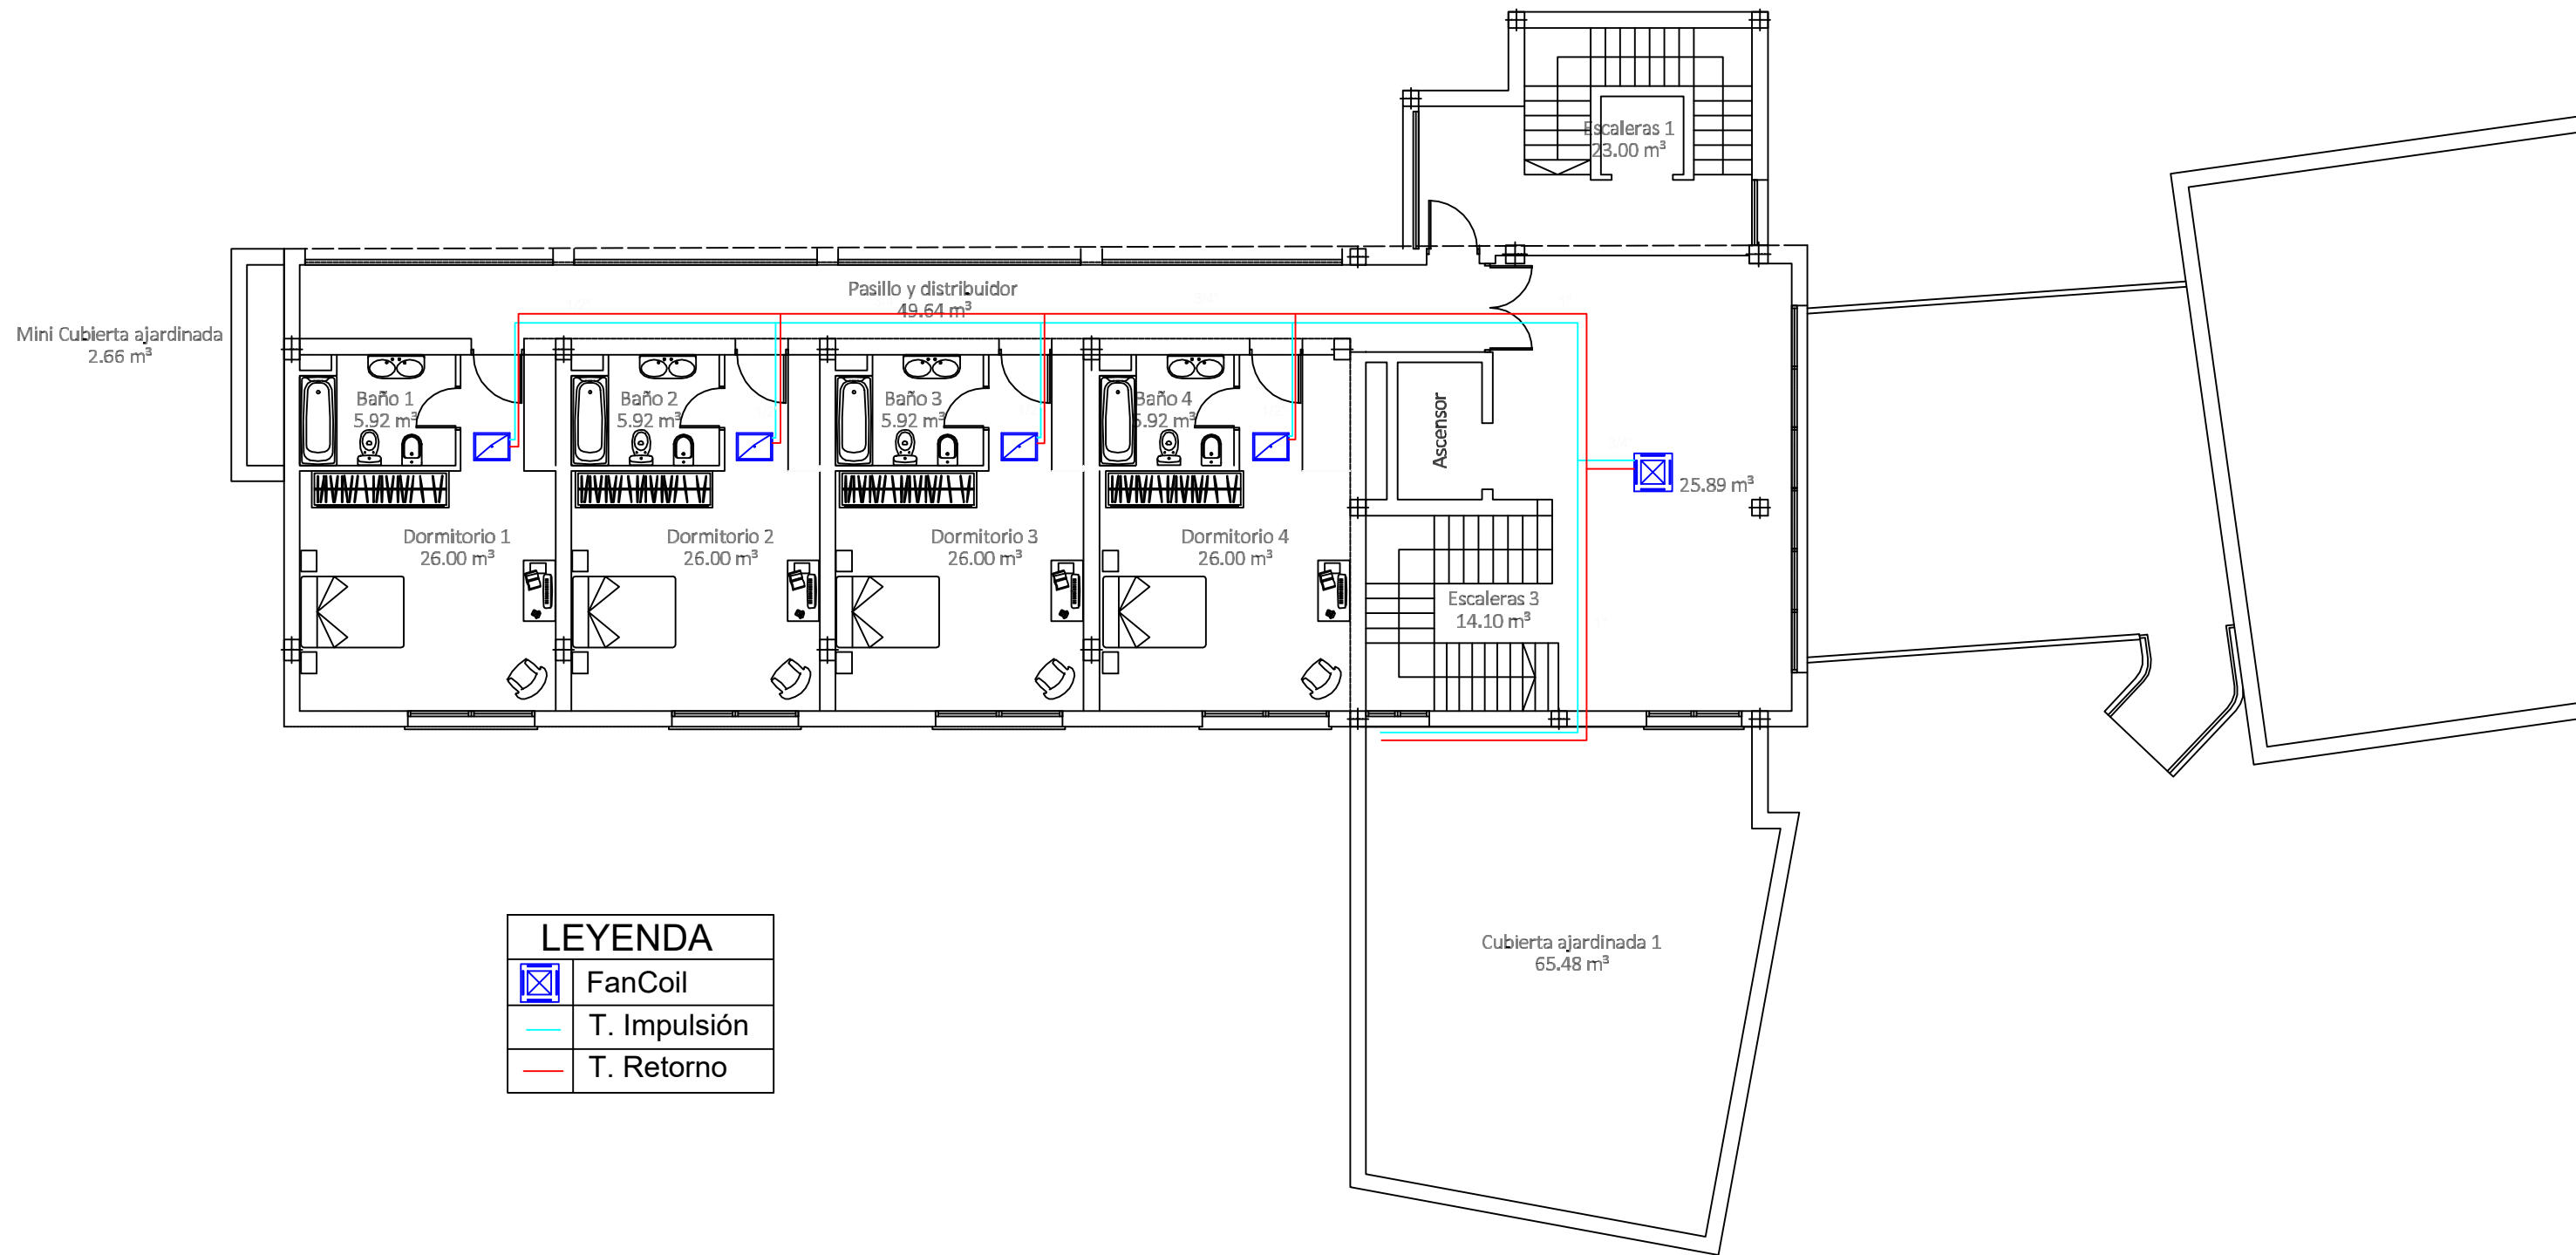 Escaleras 1
23.00 m³
Pasillo y distribuidor
49.64 m³
Mini Cubierta ajardinada
2.66 m³
Baño 1
5.92 m³
Baño 2
5.92 m³
Baño 3
5.92 m³
Baño 4
5.92 m³
Ascensor
25.89 m³
Dormitorio 1
26.00 m³
Dormitorio 2
26.00 m³
Dormitorio 3
26.00 m³
Dormitorio 4
26.00 m³
Escaleras 3
14.10 m³
Cubierta ajardinada 1
65.48 m³
LEYENDA
FanCoil
T. Impulsión
T. Retorno